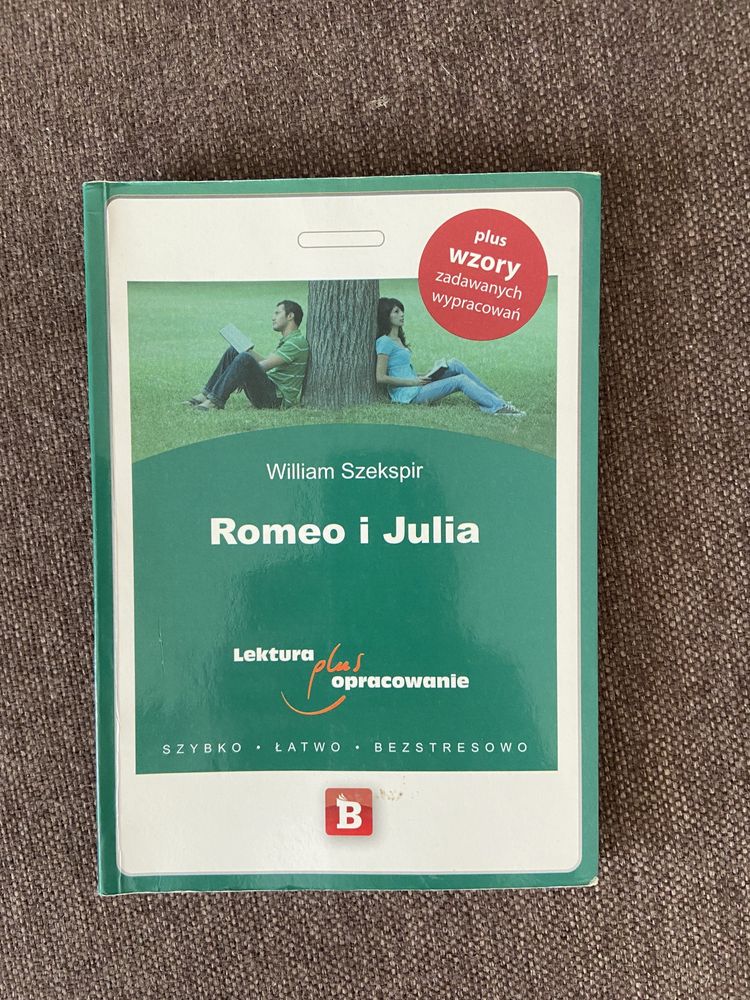 plus
wzory
zadawanych
wypracowań
William Szekspir
Romeo i Julia
Lektura plus
opracowanie
SZYBKO • ŁATWO • BEZSTRESOWO
B